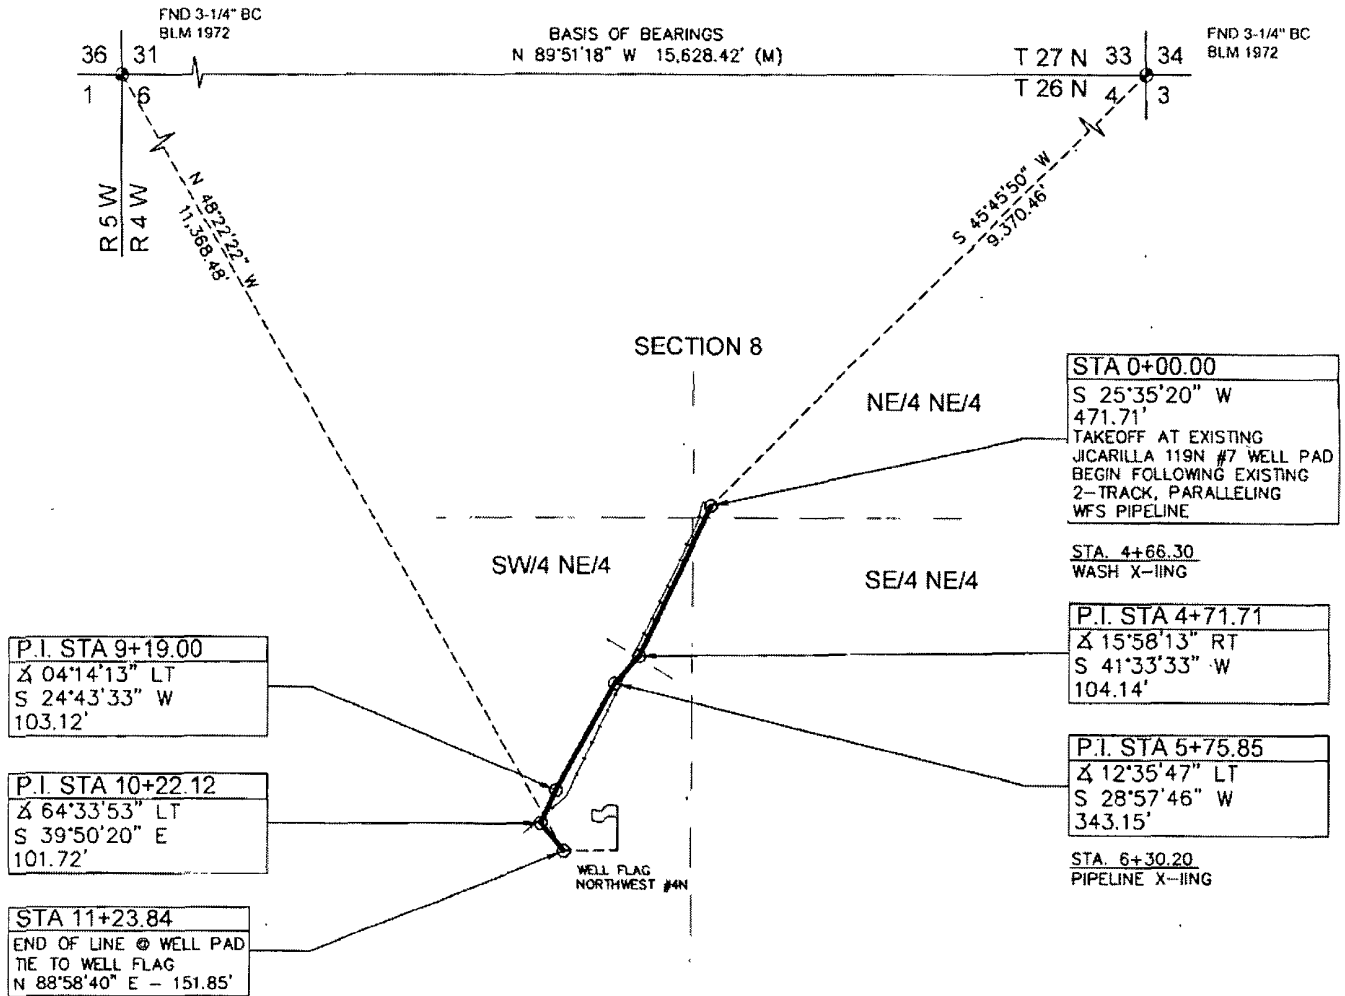 FND 3-1/4" BC
BLM 1972
36 31
1 6
BASIS OF BEARINGS
N 89°51'18" W 15,628.42' (M)
T 27 N 33 34
T 26 N 4 3
FND 3-1/4" BC
BLM 1972
R 5 W
R 4 W
N 48°22'22" W
11,368.48'
S 45°45'50" W
9,370.46'
SECTION 8
NE/4 NE/4
SW/4 NE/4
SE/4 NE/4
STA 0+00.00
S 25°35'20" W
471.71'
TAKEOFF AT EXISTING
JICARILLA 119N #7 WELL PAD
BEGIN FOLLOWING EXISTING
2-TRACK, PARALLELING
WFS PIPELINE
STA. 4+66.30
WASH X-IING
P.I. STA 4+71.71
∡ 15°58'13" RT
S 41°33'33" W
104.14'
P.I. STA 5+75.85
∡ 12°35'47" LT
S 28°57'46" W
343.15'
STA. 6+30.20
PIPELINE X-IING
P.I. STA 9+19.00
∡ 04°14'13" LT
S 24°43'33" W
103.12'
P.I. STA 10+22.12
∡ 64°33'53" LT
S 39°50'20" E
101.72'
STA 11+23.84
END OF LINE @ WELL PAD
TIE TO WELL FLAG
N 88°58'40" E - 151.85'
WELL FLAG
NORTHWEST #4N